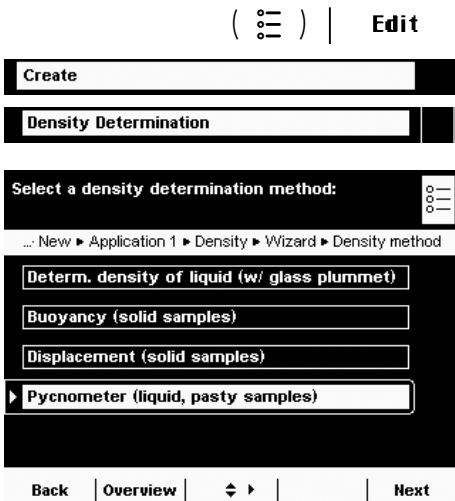 ( ) | Edit
Create
Density Determination
Select a density determination method:
...· New ▸ Application 1 ▸ Density ▸ Wizard ▸ Density method
Determ. density of liquid (w/ glass plummet)
Buoyancy (solid samples)
Displacement (solid samples)
Pycnometer (liquid, pasty samples)
Back Overview Next